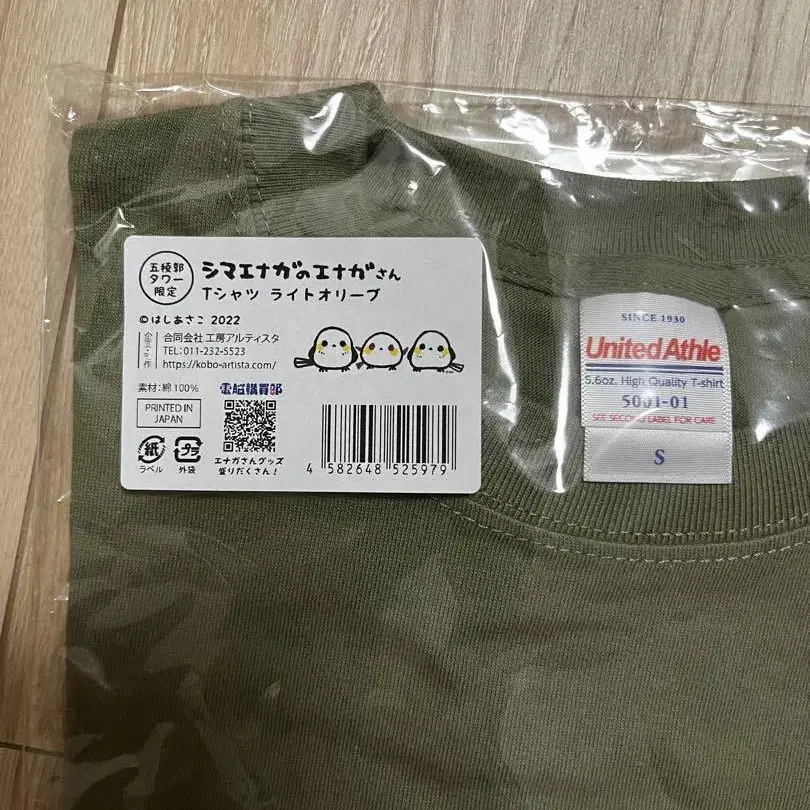 五稜郭
タワー
限定
シマエナガのエナガさん
Tシャツ ライトオリーブ
©はしあさこ 2022
合同会社 工房アルティスタ
TEL:011-232-5523
https://kobo-artista.com/
素材:綿100%
PRINTED IN
JAPAN
紙
ラベル
プラ
外袋
電脳購買部
エナガさんグッズ
盛りだくさん!
4 582648 525979
SINCE 1930
United Athle
5.6oz. High Quality T-shirt
5001-01
SEE SECOND LABEL FOR CARE
S